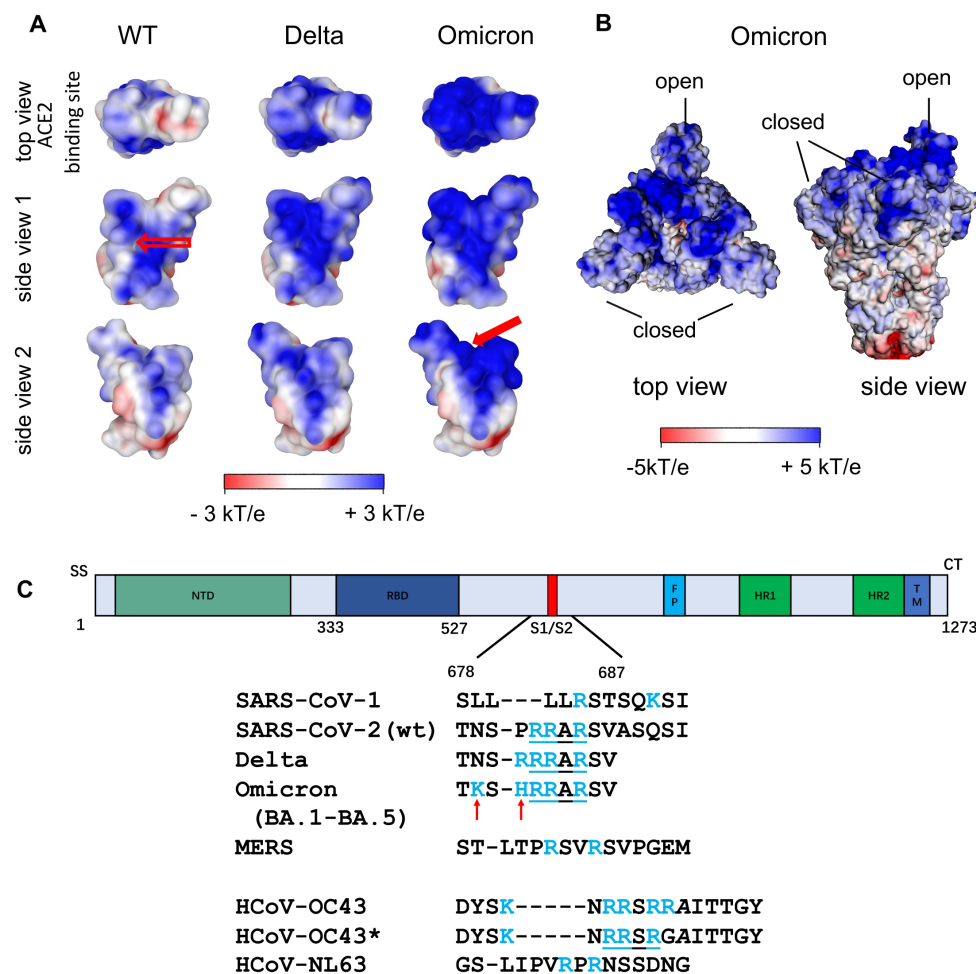 A
WT
Delta
Omicron
top view
ACE2
binding site
side view 1
side view 2
- 3 kT/e
+ 3 kT/e
B
Omicron
open
closed
top view
open
closed
side view
-5kT/e
+ 5 kT/e
C
SS
CT
NTD
RBD
FP
HR1
HR2
TM
1
333
527
S1/S2
1273
678
687
SARS-CoV-1 SLL---LLRSTSQKSI
SARS-CoV-2(wt) TNS-PRRARSVASQSI
Delta TNS-RRRARSV
Omicron TKS-HRRARSV
(BA.1-BA.5)
MERS ST-LTPRSVRSVPGEM
HCoV-OC43 DYSK-----NRRSRRAITTGY
HCoV-OC43* DYSK-----NRRSRGAITTGY
HCoV-NL63 GS-LIPVRPRNSSDNG